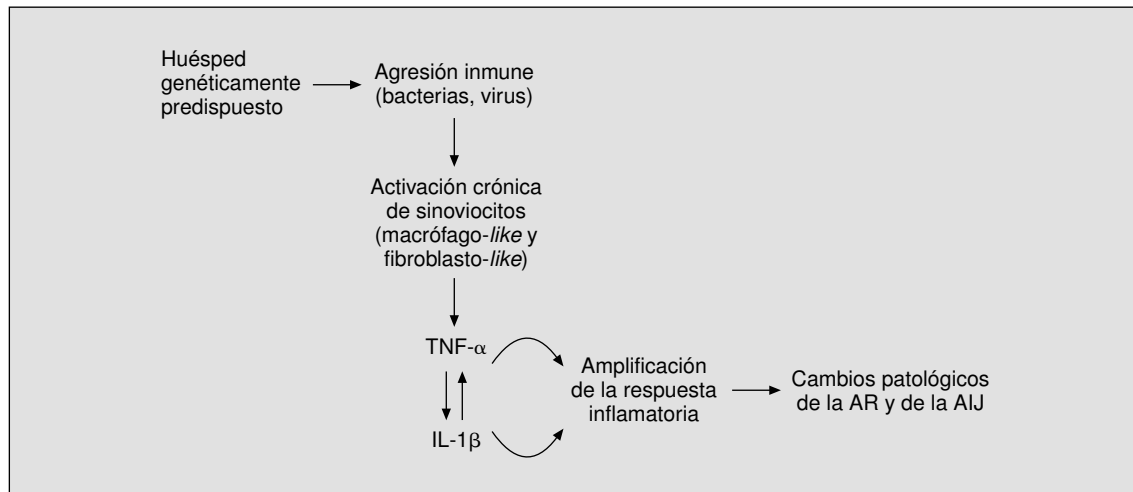 Huésped
genéticamente
predispuesto
Agresión inmune
(bacterias, virus)
Activación crónica
de sinoviocitos
(macrófago-like y
fibroblasto-like)
TNF-α
IL-1β
Amplificación
de la respuesta
inflamatoria
Cambios patológicos
de la AR y de la AIJ